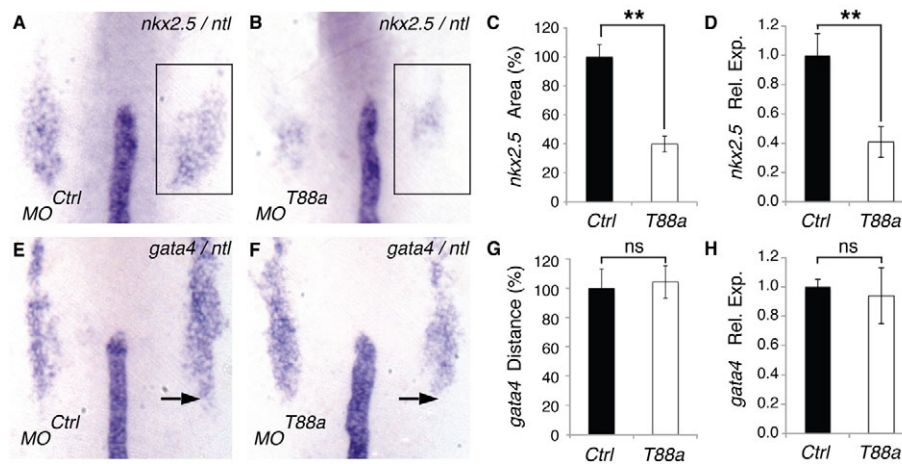 A nkx2.5 / ntl
MO Ctrl
B nkx2.5 / ntl
MO T88a
C
nkx2.5 Area (%)
120
100
80
60
40
20
0
**
Ctrl T88a
D
nkx2.5 Rel. Exp.
1.2
1.0
0.8
0.6
0.4
0.2
0.0
**
Ctrl T88a
E gata4 / ntl
MO Ctrl
F gata4 / ntl
MO T88a
G
gata4 Distance (%)
120
100
80
60
40
20
0
ns
Ctrl T88a
H
gata4 Rel. Exp.
1.2
1.0
0.8
0.6
0.4
0.2
0.0
ns
Ctrl T88a